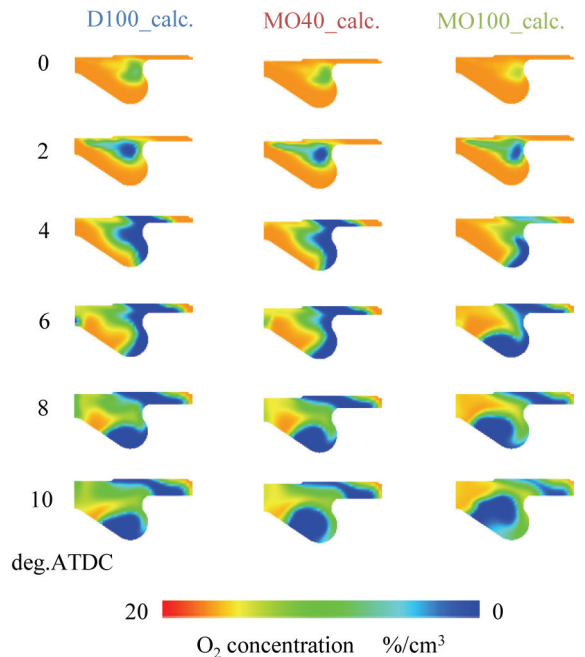 D100_calc. MO40_calc. MO100_calc.
0
2
4
6
8
10
deg.ATDC
20 0
O₂ concentration %/cm³